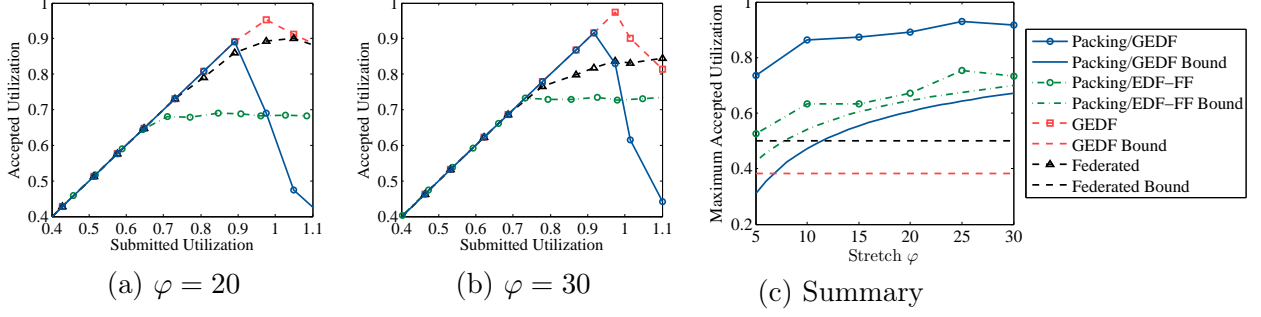 1
0.9
0.8
0.7
0.6
0.5
0.4
Accepted Utilization
0.4 0.5 0.6 0.7 0.8 0.9 1 1.1
Submitted Utilization
(a) φ = 20
1
0.9
0.8
0.7
0.6
0.5
0.4
Accepted Utilization
0.4 0.5 0.6 0.7 0.8 0.9 1 1.1
Submitted Utilization
(b) φ = 30
1
0.8
0.6
0.4
0.2
Maximum Accepted Utilization
5 10 15 20 25 30
Stretch φ
(c) Summary
Packing/GEDF
Packing/GEDF Bound
Packing/EDF−FF
Packing/EDF−FF Bound
GEDF
GEDF Bound
Federated
Federated Bound